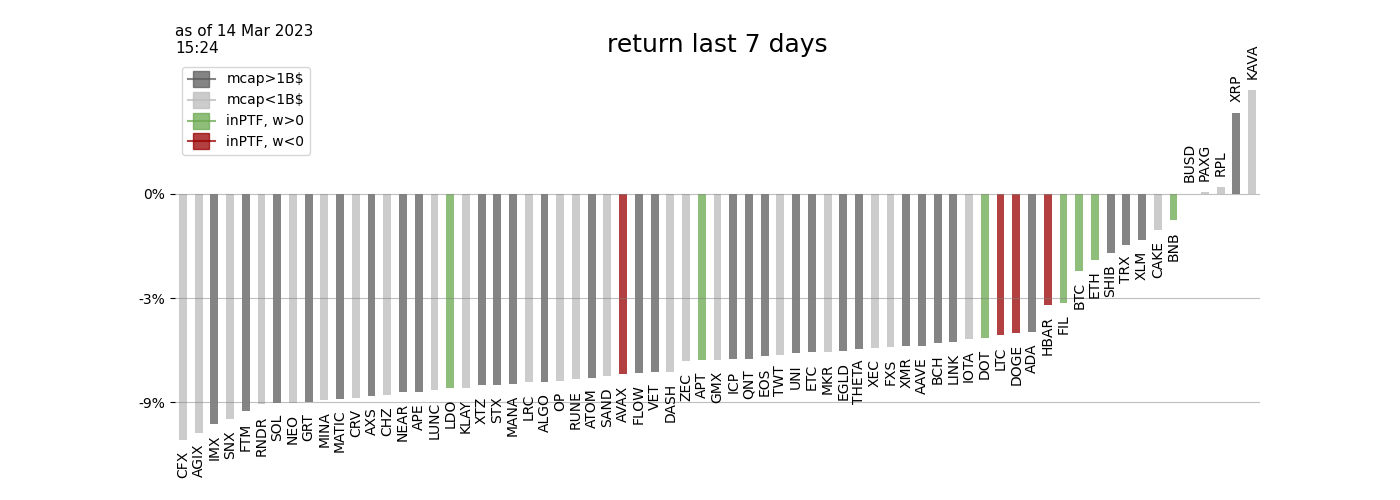 as of 14 Mar 2023
15:24
return last 7 days
mcap>1B$
mcap<1B$
inPTF, w>0
inPTF, w<0
0%
-3%
-9%
CFX
AGIX
IMX
SNX
FTM
RNDR
SOL
NEO
GRT
MINA
MATIC
CRV
AXS
CHZ
NEAR
APE
LUNC
LDO
KLAY
XTZ
STX
MANA
LRC
ALGO
OP
RUNE
ATOM
SAND
AVAX
FLOW
VET
DASH
ZEC
APT
GMX
ICP
QNT
EOS
TWT
UNI
ETC
MKR
EGLD
THETA
XEC
FXS
XMR
AAVE
BCH
LINK
IOTA
DOT
LTC
DOGE
ADA
HBAR
FIL
BTC
ETH
SHIB
TRX
XLM
CAKE
BNB
BUSD
PAXG
RPL
XRP
KAVA